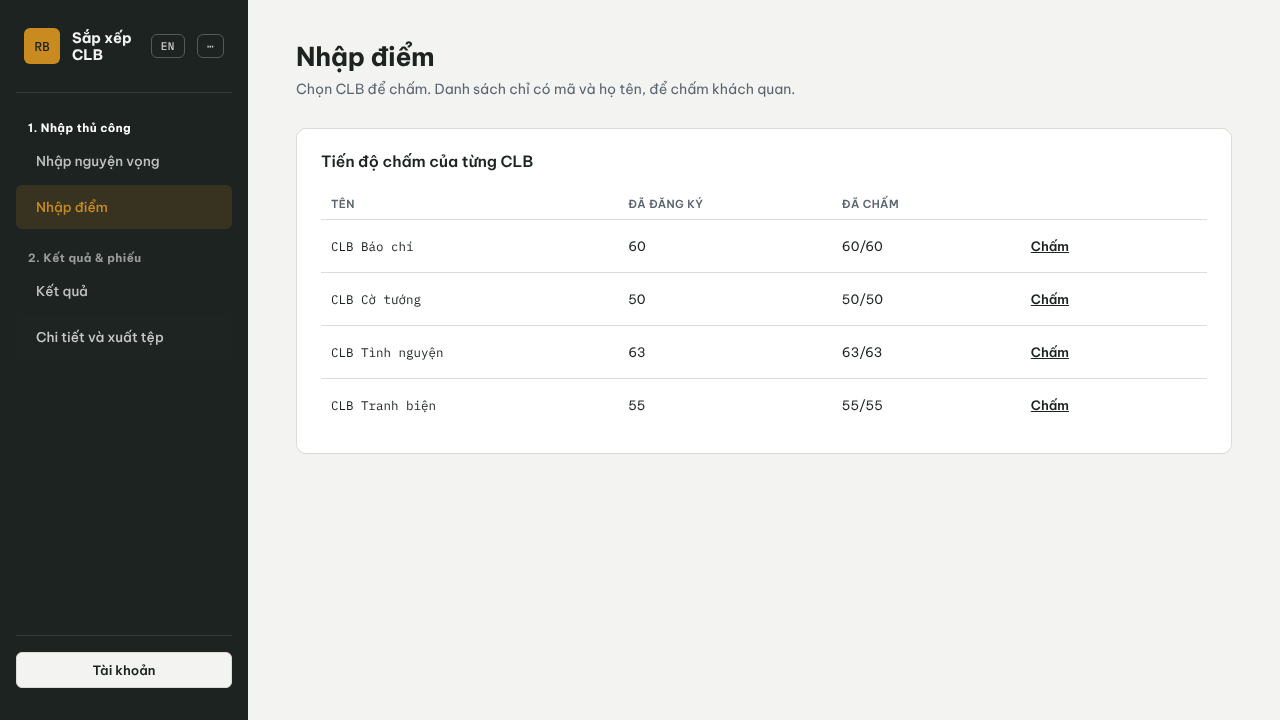 RB
Sắp xếp
CLB
EN
⋯
1. Nhập thủ công
Nhập nguyện vọng
Nhập điểm
2. Kết quả & phiếu
Kết quả
Chi tiết và xuất tệp
Tài khoản
Nhập điểm
Chọn CLB để chấm. Danh sách chỉ có mã và họ tên, để chấm khách quan.
Tiến độ chấm của từng CLB
TÊN ĐÃ ĐĂNG KÝ ĐÃ CHẤM
CLB Báo chí 60 60/60 Chấm
CLB Cờ tướng 50 50/50 Chấm
CLB Tình nguyện 63 63/63 Chấm
CLB Tranh biện 55 55/55 Chấm